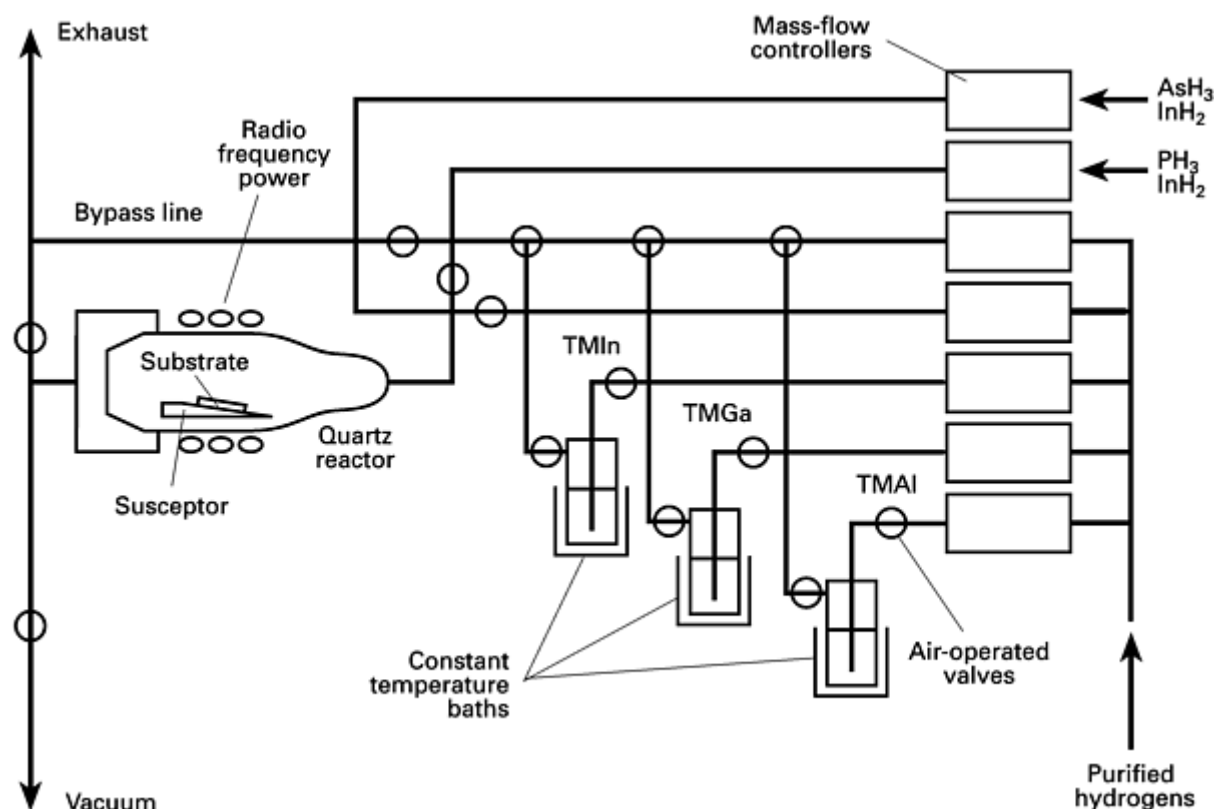 Exhaust
Mass-flow
controllers
AsH₃
InH₂
PH₃
InH₂
Radio
frequency
power
Bypass line
Substrate
Quartz
reactor
Susceptor
TMIn
TMGa
TMAl
Constant
temperature
baths
Air-operated
valves
Purified
hydrogens
Vacuum